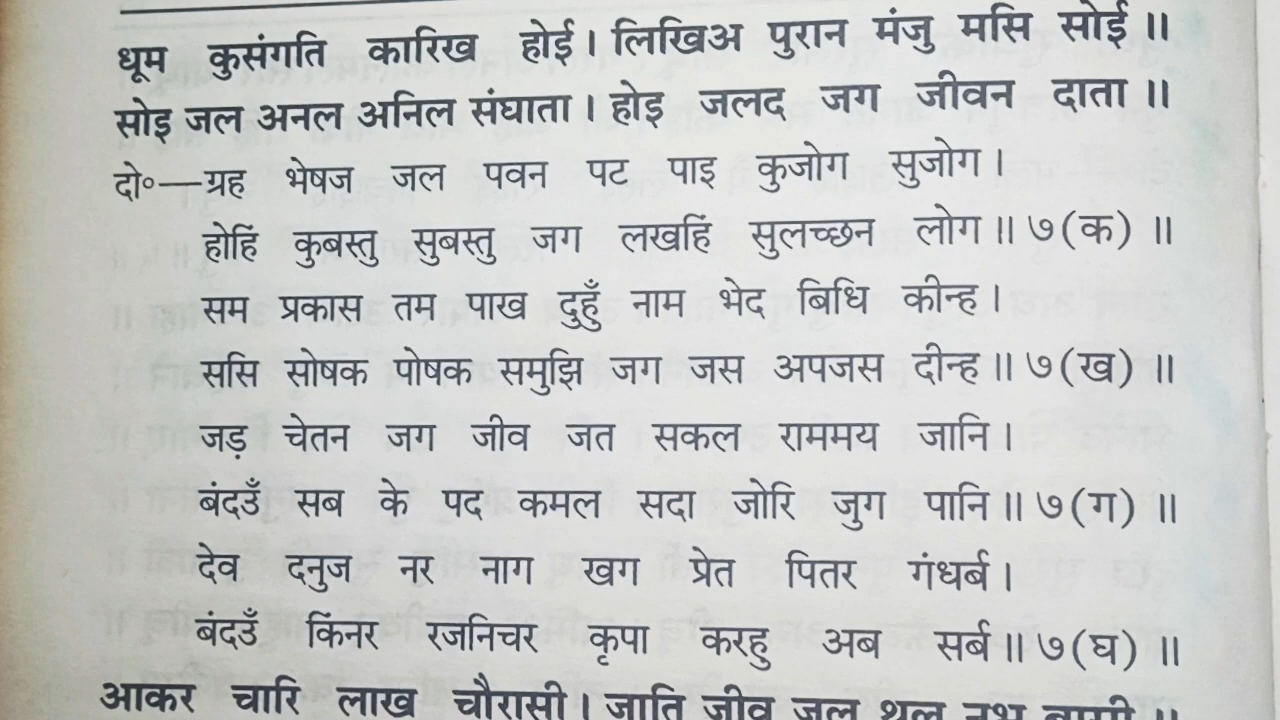 धूम कुसंगति कारिख होई। लिखिअ पुरान मंजु मसि सोई॥
सोइ जल अनल अनिल संघाता। होइ जलद जग जीवन दाता॥
दो०—ग्रह भेषज जल पवन पट पाइ कुजोग सुजोग।
होहिं कुबस्तु सुबस्तु जग लखहिं सुलच्छन लोग॥ ७(क)॥
सम प्रकास तम पाख दुहुँ नाम भेद बिधि कीन्ह।
ससि सोषक पोषक समुझि जग जस अपजस दीन्ह॥ ७(ख)॥
जड़ चेतन जग जीव जत सकल राममय जानि।
बंदउँ सब के पद कमल सदा जोरि जुग पानि॥ ७(ग)॥
देव दनुज नर नाग खग प्रेत पितर गंधर्ब।
बंदउँ किंनर रजनिचर कृपा करहु अब सर्ब॥ ७(घ)॥
आकर चारि लाख चौरासी। जाति जीव जल थल नभ बासी॥